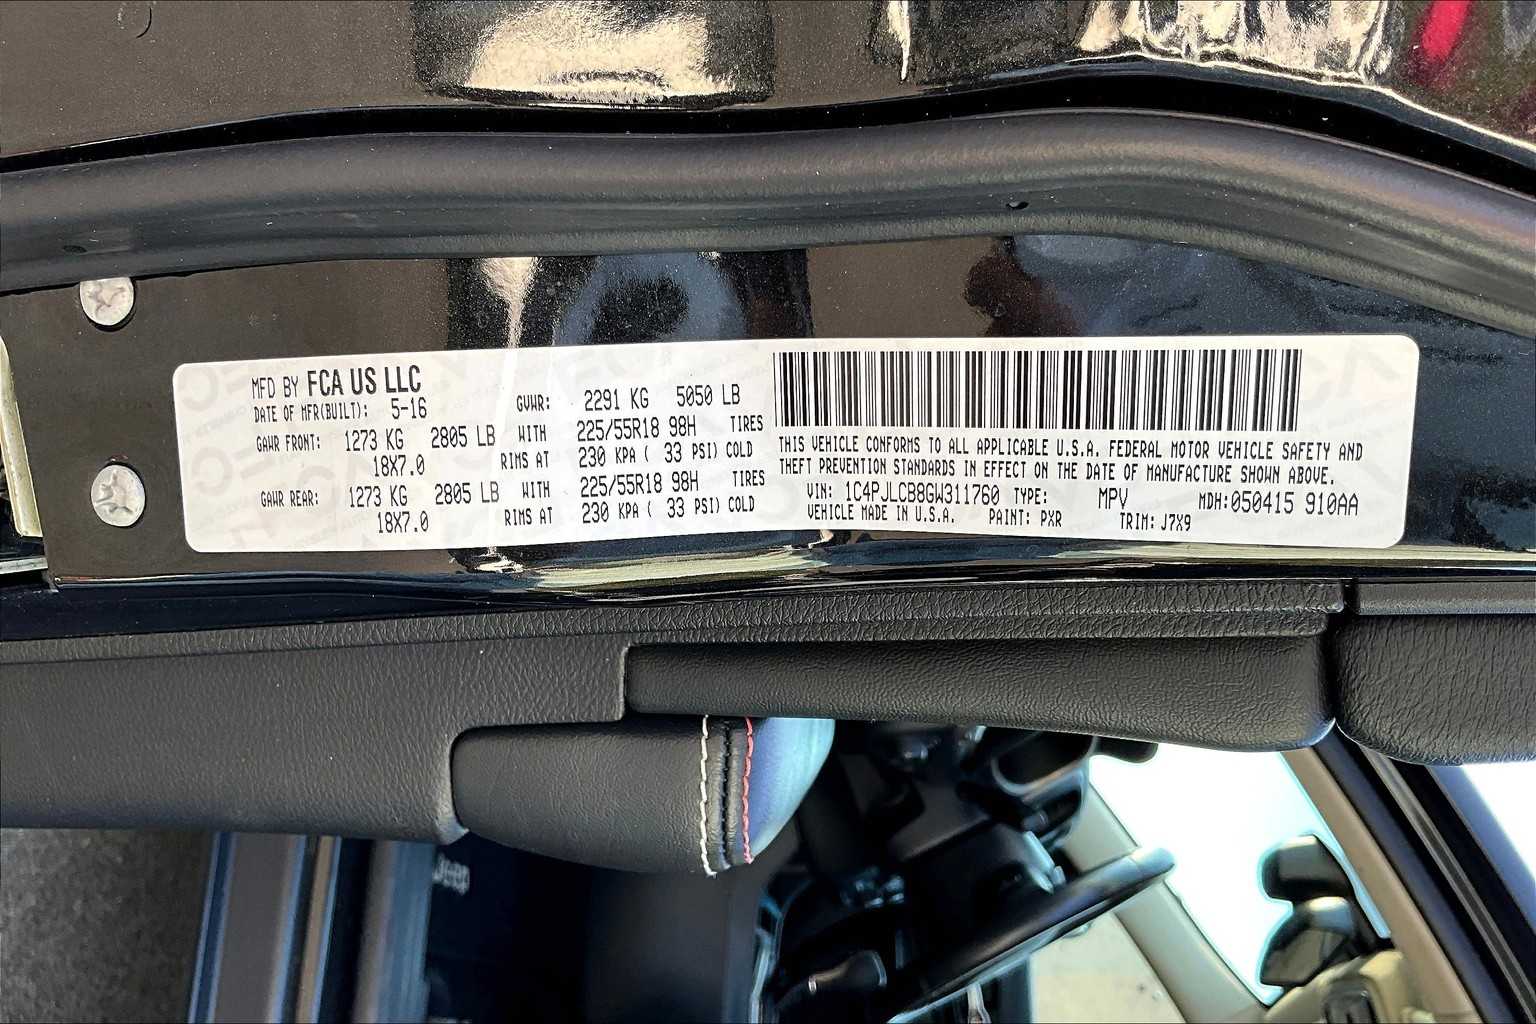 MFD BY FCA US LLC
DATE OF MFR(BUILT): 5-16 GVWR: 2291 KG 5050 LB
GAWR FRONT: 1273 KG 2805 LB WITH 225/55R18 98H TIRES
18X7.0 RIMS AT 230 KPA ( 33 PSI) COLD
GAWR REAR: 1273 KG 2805 LB WITH 225/55R18 98H TIRES
18X7.0 RIMS AT 230 KPA ( 33 PSI) COLD
THIS VEHICLE CONFORMS TO ALL APPLICABLE U.S.A. FEDERAL MOTOR VEHICLE SAFETY AND
THEFT PREVENTION STANDARDS IN EFFECT ON THE DATE OF MANUFACTURE SHOWN ABOVE.
VIN: 1C4PJLCB8GW311760 TYPE: MPV MDH:050415 910AA
VEHICLE MADE IN U.S.A. PAINT: PXR TRIM: J7X9
Jeep